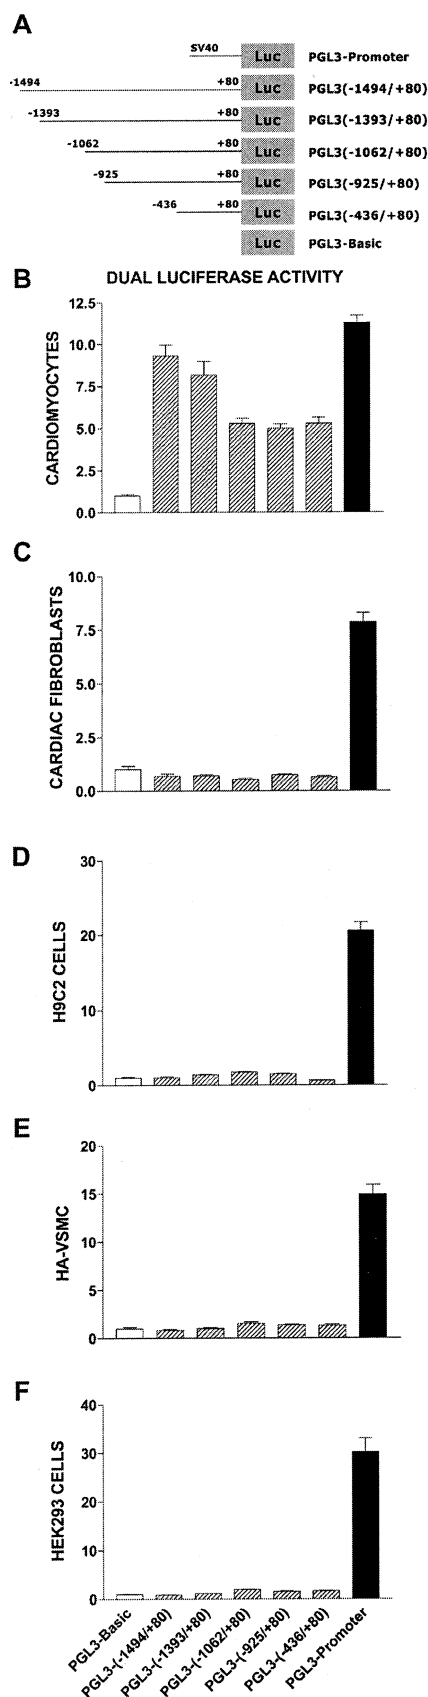 A
SV40 Luc PGL3-Promoter
-1494 +80 Luc PGL3(-1494/+80)
-1393 +80 Luc PGL3(-1393/+80)
-1062 +80 Luc PGL3(-1062/+80)
-925 +80 Luc PGL3(-925/+80)
-436 +80 Luc PGL3(-436/+80)
Luc PGL3-Basic
B
DUAL LUCIFERASE ACTIVITY
CARDIOMYOCYTES
12.5
10.0
7.5
5.0
2.5
0.0
C
CARDIAC FIBROBLASTS
10.0
7.5
5.0
2.5
0.0
D
H9C2 CELLS
30
20
10
0
E
HA-VSMC
20
15
10
5
0
F
HEK293 CELLS
40
30
20
10
0
PGL3-Basic
PGL3-(-1494/+80)
PGL3-(-1393/+80)
PGL3-(-1062/+80)
PGL3-(-925/+80)
PGL3-(-436/+80)
PGL3-Promoter